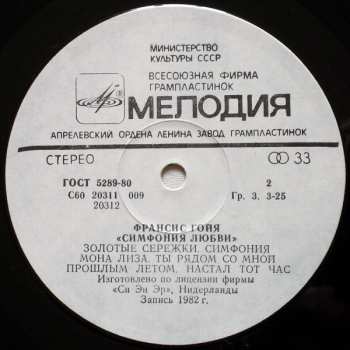 МИНИСТЕРСТВО
КУЛЬТУРЫ СССР
ВСЕСОЮЗНАЯ ФИРМА
ГРАМПЛАСТИНОК
МЕЛОДИЯ
АПРЕЛЕВСКИЙ ОРДЕНА ЛЕНИНА ЗАВОД ГРАМПЛАСТИНОК
СТЕРЕО 33
ГОСТ 5289-80 2
С60 20311 009 Гр. 3. 3-25
20312
ФРАНСИС ГОЙЯ
«СИМФОНИЯ ЛЮБВИ»
ЗОЛОТЫЕ СЕРЕЖКИ. СИМФОНИЯ
МОНА ЛИЗА. ТЫ РЯДОМ СО МНОЙ
ПРОШЛЫМ ЛЕТОМ. НАСТАЛ ТОТ ЧАС
Изготовлено по лицензии фирмы
«Си Эн Эр», Нидерланды
Запись 1982 г.